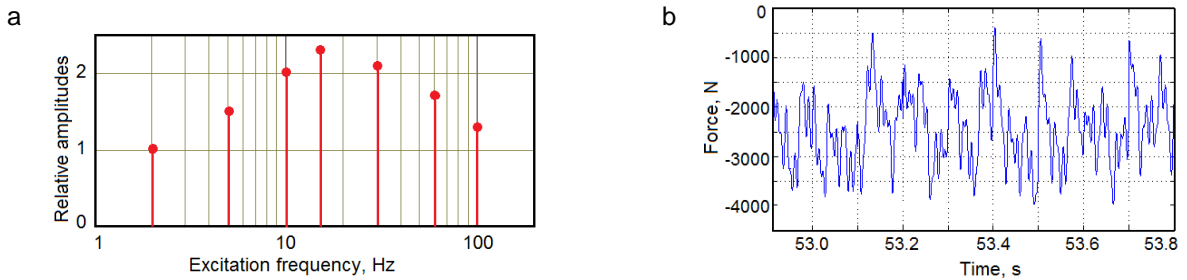 a
Relative amplitudes
2
1
0
1
10
100
Excitation frequency, Hz
b
Force, N
0
-1000
-2000
-3000
-4000
53.0
53.2
53.4
53.6
53.8
Time, s